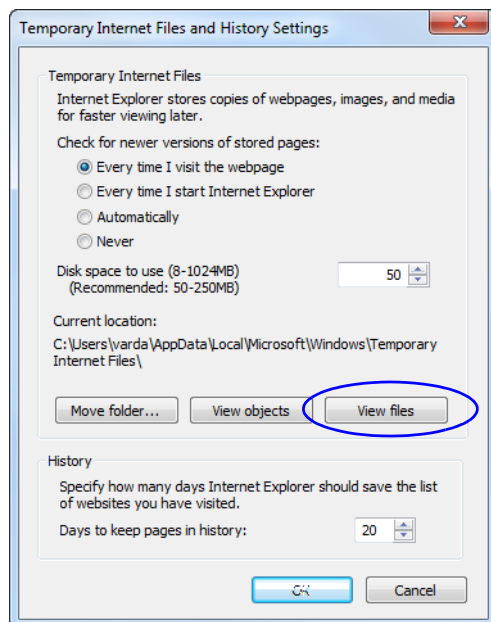 Temporary Internet Files and History Settings
Temporary Internet Files
Internet Explorer stores copies of webpages, images, and media
for faster viewing later.
Check for newer versions of stored pages:
Every time I visit the webpage
Every time I start Internet Explorer
Automatically
Never
Disk space to use (8-1024MB) 50
(Recommended: 50-250MB)
Current location:
C:\Users\varda\AppData\Local\Microsoft\Windows\Temporary
Internet Files\
Move folder... View objects View files
History
Specify how many days Internet Explorer should save the list
of websites you have visited.
Days to keep pages in history: 20
OK Cancel